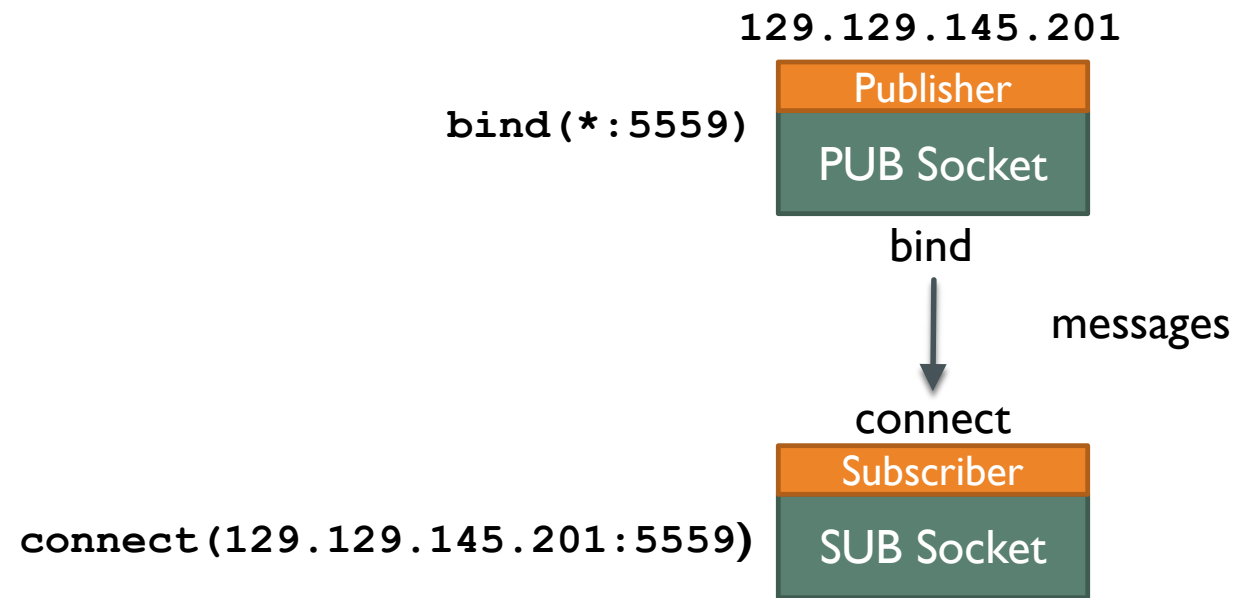 129.129.145.201
Publisher
bind(*:5559)
PUB Socket
bind
messages
connect
Subscriber
connect(129.129.145.201:5559)
SUB Socket